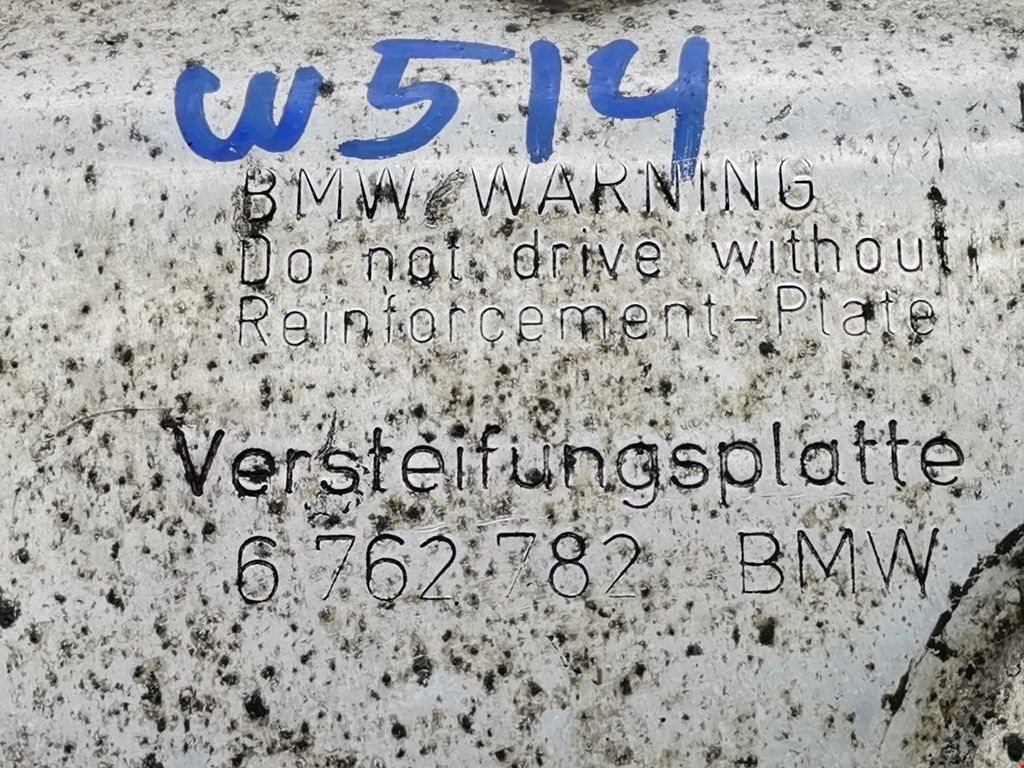 W514
BMW WARNING
Do not drive without
Reinforcement-Plate
Versteifungsplatte
6 762 782 BMW